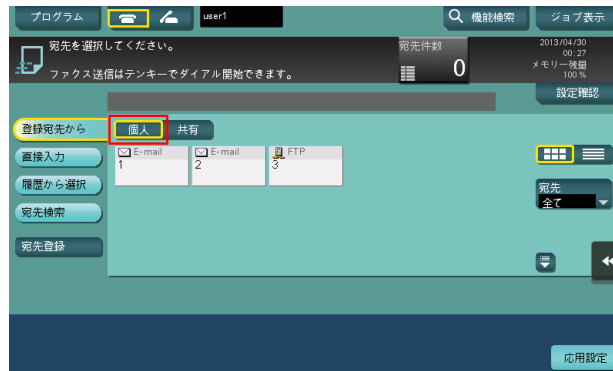 プログラム
user1
機能検索
ジョブ表示
宛先を選択してください。
ファクス送信はテンキーでダイアル開始できます。
宛先件数
0
2013/04/30
00:27
メモリー残量
100 %
設定確認
登録宛先から
個人
共有
直接入力
E-mail
1
E-mail
2
FTP
3
履歴から選択
宛先
全て
宛先検索
宛先登録
応用設定